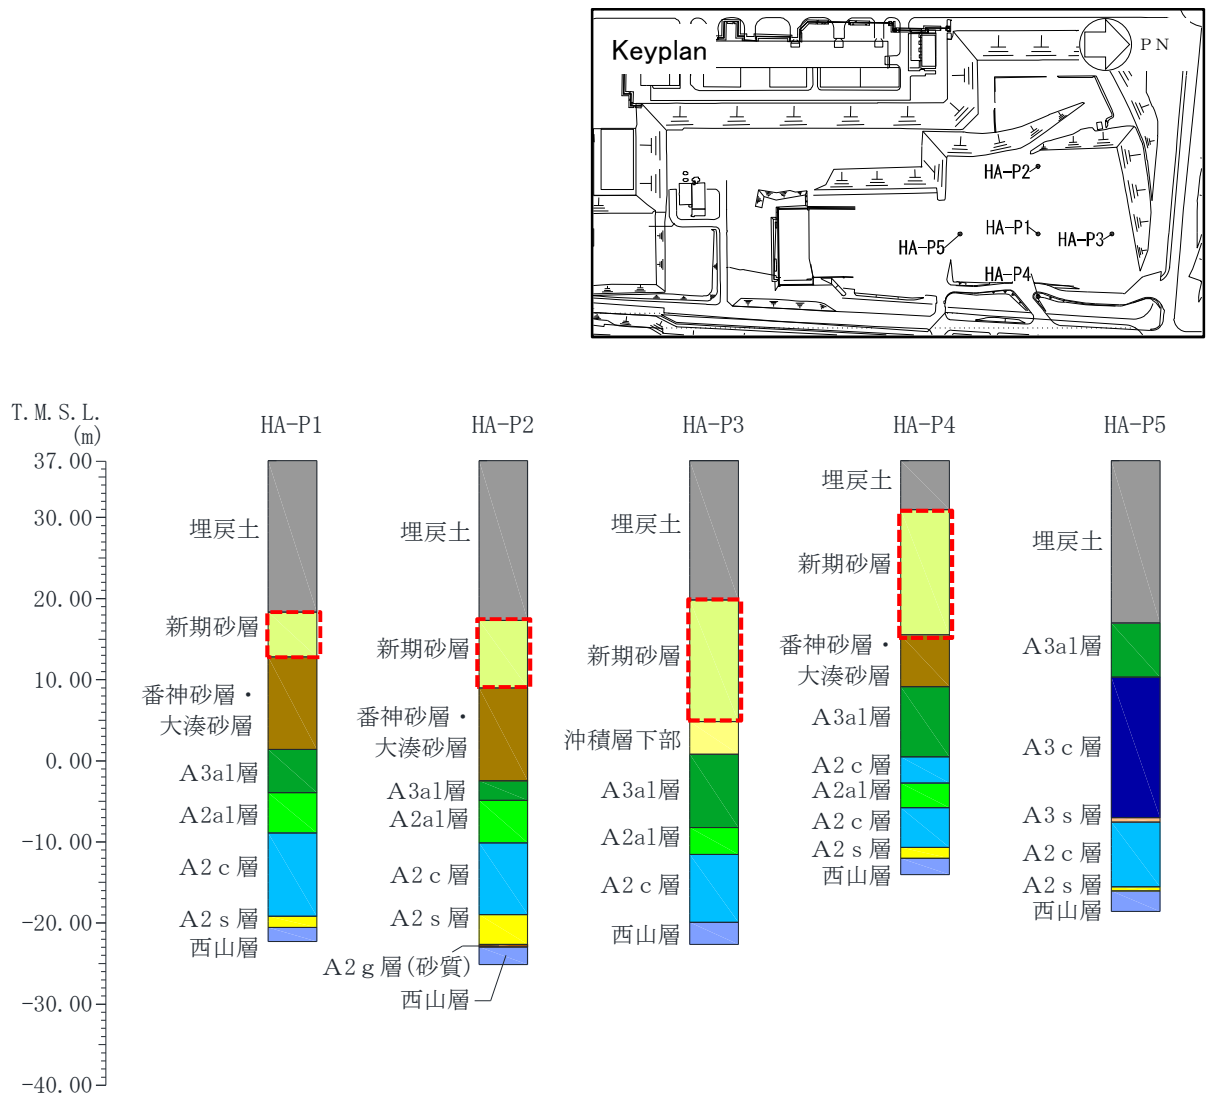 Keyplan
PN
HA-P2
HA-P1
HA-P3
HA-P5
HA-P4
T.M.S.L.
(m)
37.00
30.00
20.00
10.00
0.00
-10.00
-20.00
-30.00
-40.00
HA-P1
埋戻土
新期砂層
番神砂層・
大湊砂層
A3al層
A2al層
A2c層
A2s層
西山層
HA-P2
埋戻土
新期砂層
番神砂層・
大湊砂層
A3al層
A2al層
A2c層
A2s層
A2g層(砂質)
西山層
HA-P3
埋戻土
新期砂層
沖積層下部
A3al層
A2al層
A2c層
西山層
HA-P4
埋戻土
新期砂層
番神砂層・
大湊砂層
A3al層
A2c層
A2al層
A2c層
A2s層
西山層
HA-P5
埋戻土
A3al層
A3c層
A3s層
A2c層
A2s層
西山層